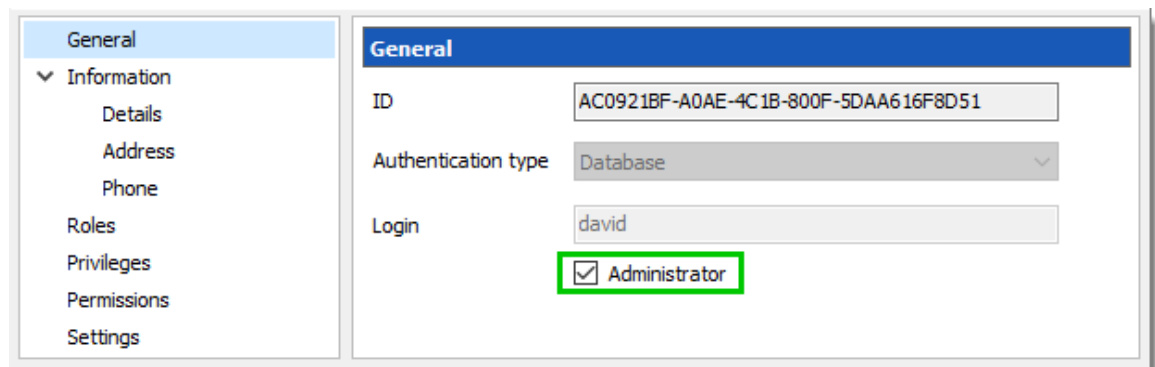 General
Information
Details
Address
Phone
Roles
Privileges
Permissions
Settings
General
ID AC0921BF-A0AE-4C1B-800F-5DAA616F8D51
Authentication type Database
Login david
Administrator